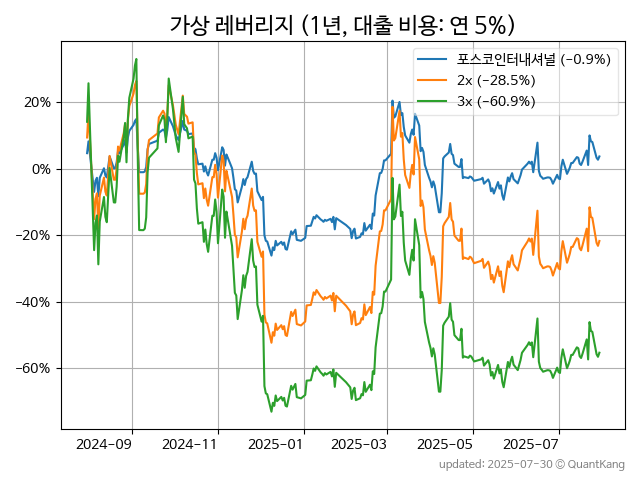 가상 레버리지 (1년, 대출 비용: 연 5%)
포스코인터내셔널 (−0.9%)
2x (−28.5%)
3x (−60.9%)
20%
0%
−20%
−40%
−60%
2024-09 2024-11 2025-01 2025-03 2025-05 2025-07
updated: 2025-07-30 © QuantKang